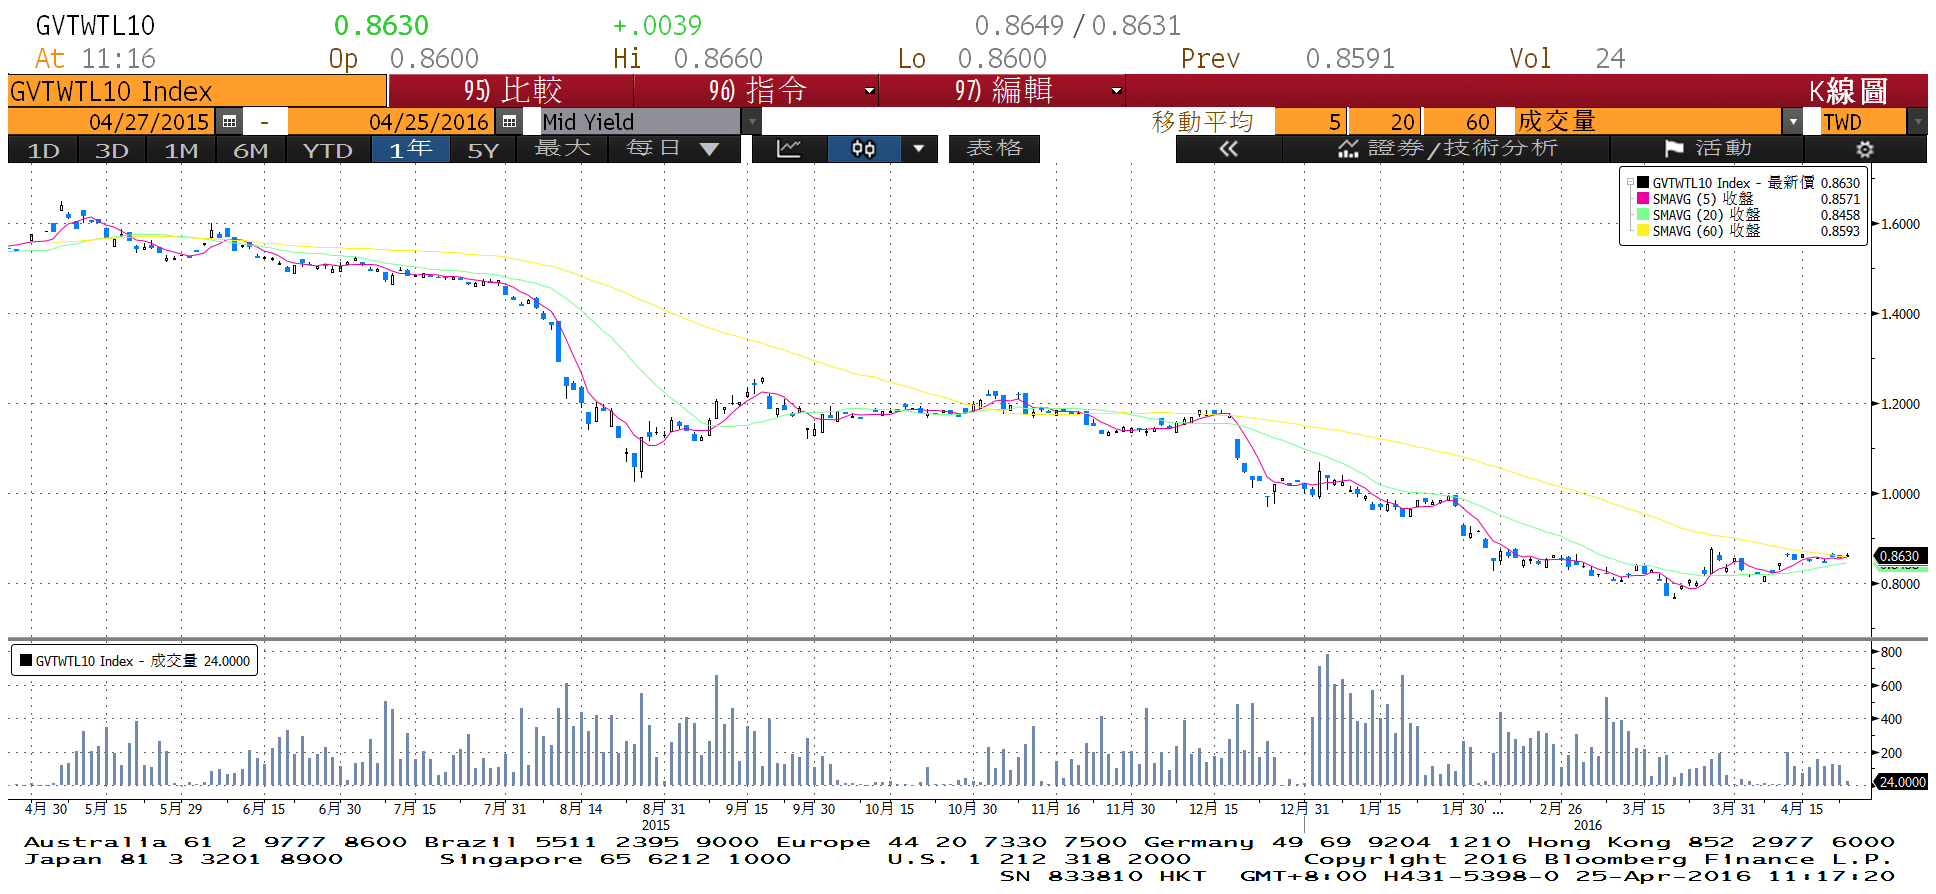 GVTWTL10 0.8630 +.0039 0.8649 / 0.8631
At 11:16 Op 0.8600 Hi 0.8660 Lo 0.8600 Prev 0.8591 Vol 24
GVTWTL10 Index 95) 比較 96) 指令 97) 編輯 K線圖
04/27/2015 - 04/25/2016 Mid Yield 移動平均 5 20 60 成交量 TWD
1D 3D 1M 6M YTD 1年 5Y 最大 每日 表格 « 證券/技術分析 活動
GVTWTL10 Index - 最新價 0.8630
SMAVG (5) 收盤 0.8571
SMAVG (20) 收盤 0.8458
SMAVG (60) 收盤 0.8593
1.6000
1.4000
1.2000
1.0000
0.8630
0.8000
GVTWTL10 Index - 成交量 24.0000
800
600
400
200
24.0000
4月 30 5月 15 5月 29 6月 15 6月 30 7月 15 7月 31 8月 14 8月 31 9月 15 9月 30 10月 15 10月 30 11月 16 11月 30 12月 15 12月 31 1月 15 1月 30 ... 2月 26 3月 15 3月 31 4月 15
2015 2016
Australia 61 2 9777 8600 Brazil 5511 2395 9000 Europe 44 20 7330 7500 Germany 49 69 9204 1210 Hong Kong 852 2977 6000
Japan 81 3 3201 8900 Singapore 65 6212 1000 U.S. 1 212 318 2000 Copyright 2016 Bloomberg Finance L.P.
SN 833810 HKT GMT+8:00 H431-5398-0 25-Apr-2016 11:17:20